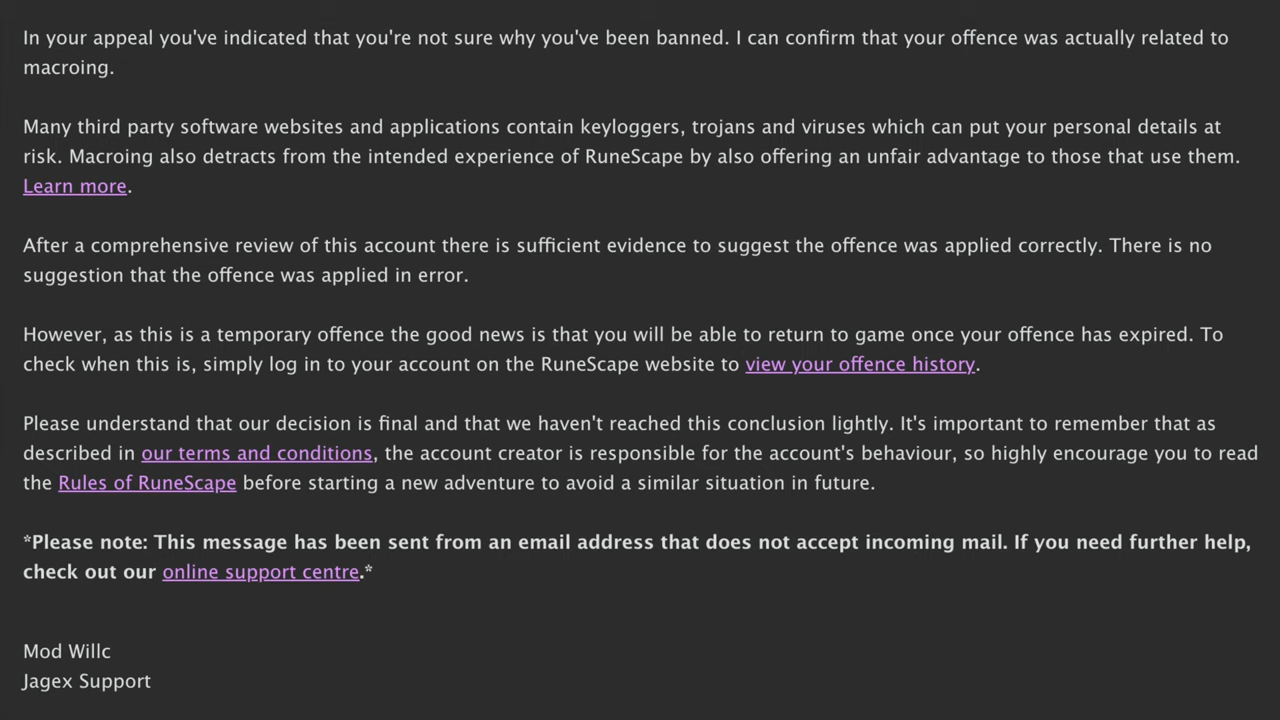 In your appeal you've indicated that you're not sure why you've been banned. I can confirm that your offence was actually related to
macroing.
Many third party software websites and applications contain keyloggers, trojans and viruses which can put your personal details at
risk. Macroing also detracts from the intended experience of RuneScape by also offering an unfair advantage to those that use them.
Learn more.
After a comprehensive review of this account there is sufficient evidence to suggest the offence was applied correctly. There is no
suggestion that the offence was applied in error.
However, as this is a temporary offence the good news is that you will be able to return to game once your offence has expired. To
check when this is, simply log in to your account on the RuneScape website to view your offence history.
Please understand that our decision is final and that we haven't reached this conclusion lightly. It's important to remember that as
described in our terms and conditions, the account creator is responsible for the account's behaviour, so highly encourage you to read
the Rules of RuneScape before starting a new adventure to avoid a similar situation in future.
*Please note: This message has been sent from an email address that does not accept incoming mail. If you need further help,
check out our online support centre.*
Mod Willc
Jagex Support